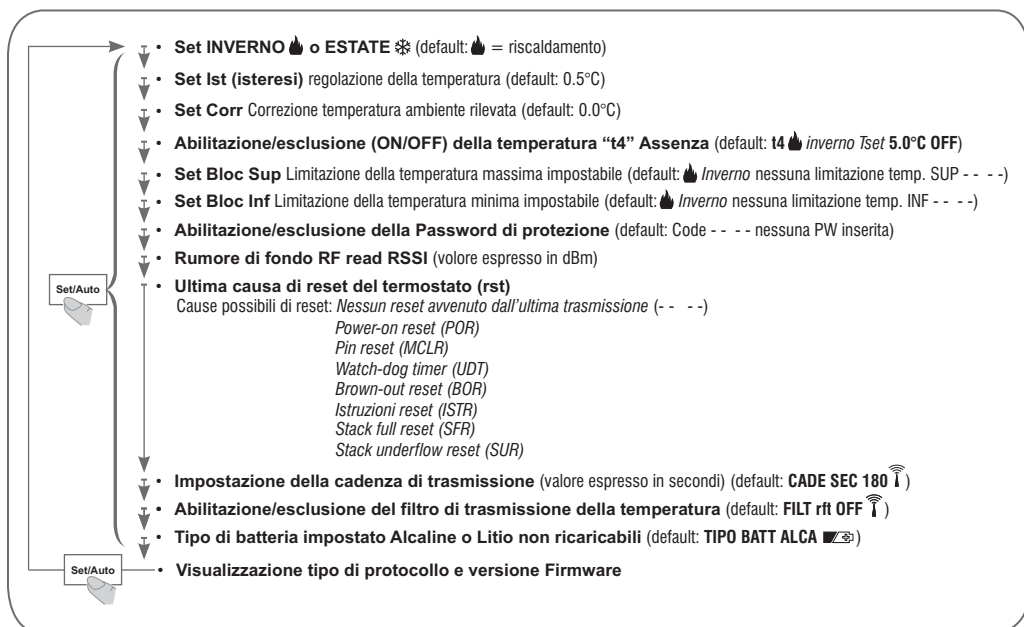 • Set INVERNO o ESTATE (default: = riscaldamento)
• Set Ist (isteresi) regolazione della temperatura (default: 0.5°C)
• Set Corr Correzione temperatura ambiente rilevata (default: 0.0°C)
• Abilitazione/esclusione (ON/OFF) della temperatura “t4” Assenza (default: t4 inverno Tset 5.0°C OFF)
• Set Bloc Sup Limitazione della temperatura massima impostabile (default: Inverno nessuna limitazione temp. SUP - - - -)
• Set Bloc Inf Limitazione della temperatura minima impostabile (default: Inverno nessuna limitazione temp. INF - - - -)
• Abilitazione/esclusione della Password di protezione (default: Code - - - - nessuna PW inserita)
• Rumore di fondo RF read RSSI (volore espresso in dBm)
Set/Auto
• Ultima causa di reset del termostato (rst)
Cause possibili di reset: Nessun reset avvenuto dall'ultima trasmissione (- - - -)
Power-on reset (POR)
Pin reset (MCLR)
Watch-dog timer (UDT)
Brown-out reset (BOR)
Istruzioni reset (ISTR)
Stack full reset (SFR)
Stack underflow reset (SUR)
• Impostazione della cadenza di trasmissione (valore espresso in secondi) (default: CADE SEC 180 )
• Abilitazione/esclusione del filtro di trasmissione della temperatura (default: FILT rft OFF )
• Tipo di batteria impostato Alcaline o Litio non ricaricabili (default: TIPO BATT ALCA )
Set/Auto
• Visualizzazione tipo di protocollo e versione Firmware